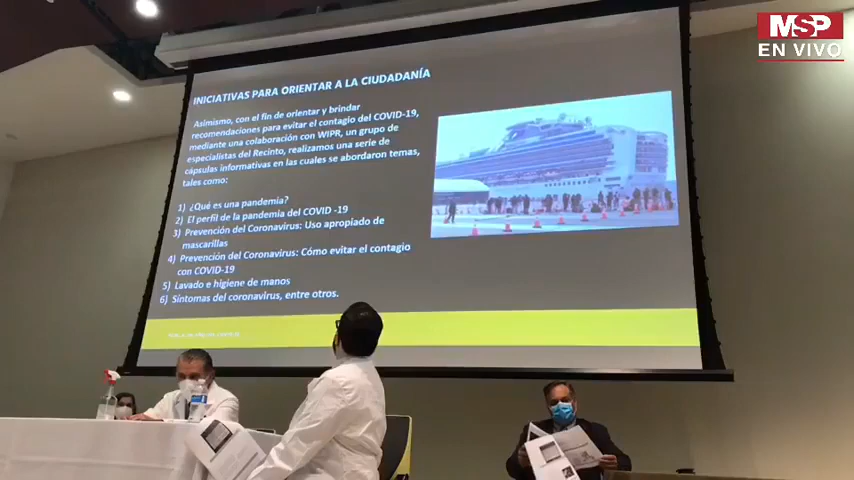 MSP
EN VIVO
INICIATIVAS PARA ORIENTAR A LA CIUDADANÍA
Asimismo, con el fin de orientar y brindar
recomendaciones para evitar el contagio del COVID-19,
mediante una colaboración con WIPR, un grupo de
especialistas del Recinto, realizamos una serie de
cápsulas informativas en las cuales se abordaron temas,
tales como:
1) ¿Qué es una pandemia?
2) El perfil de la pandemia del COVID -19
3) Prevención del Coronavirus: Uso apropiado de
mascarillas
4) Prevención del Coronavirus: Cómo evitar el contagio
con COVID-19
5) Lavado e higiene de manos
6) Síntomas del coronavirus, entre otros.